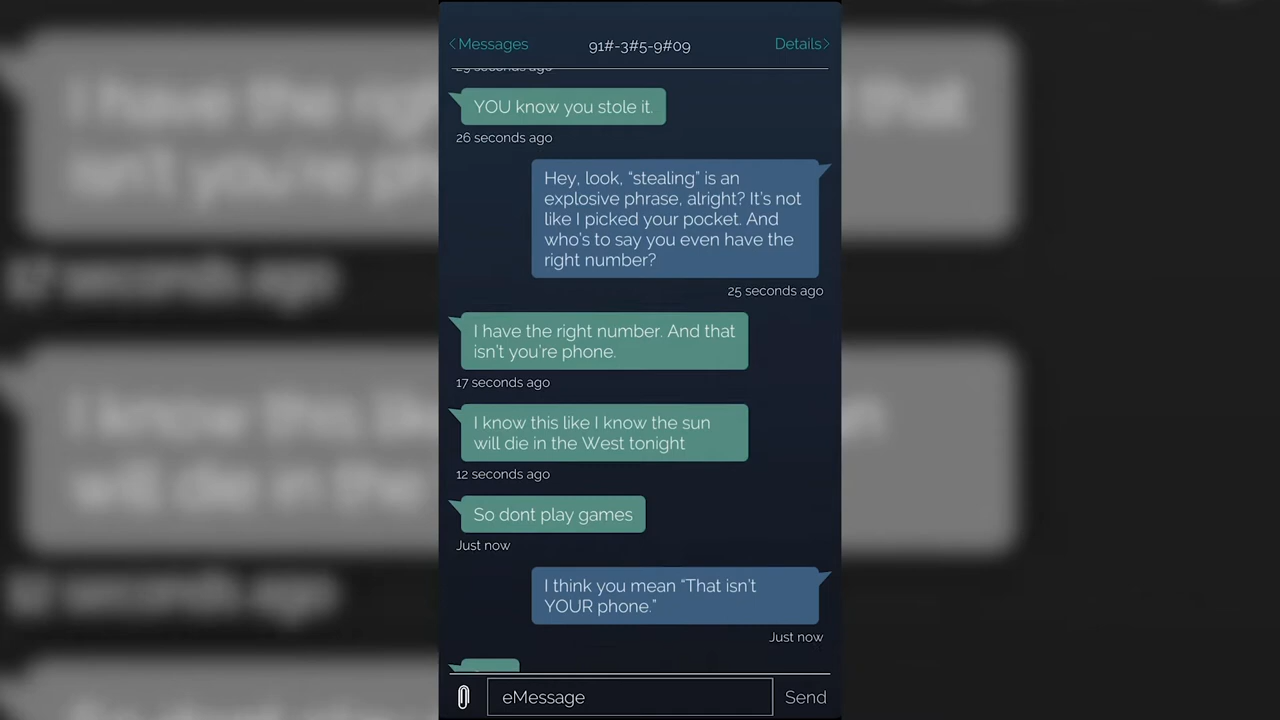 Messages 91#-3#5-9#09 Details
29 seconds ago
YOU know you stole it.
26 seconds ago
Hey, look, “stealing” is an
explosive phrase, alright? It's not
like I picked your pocket. And
who's to say you even have the
right number?
25 seconds ago
I have the right number. And that
isn't you're phone.
17 seconds ago
I know this like I know the sun
will die in the West tonight
12 seconds ago
So dont play games
Just now
I think you mean “That isn't
YOUR phone.”
Just now
eMessage Send